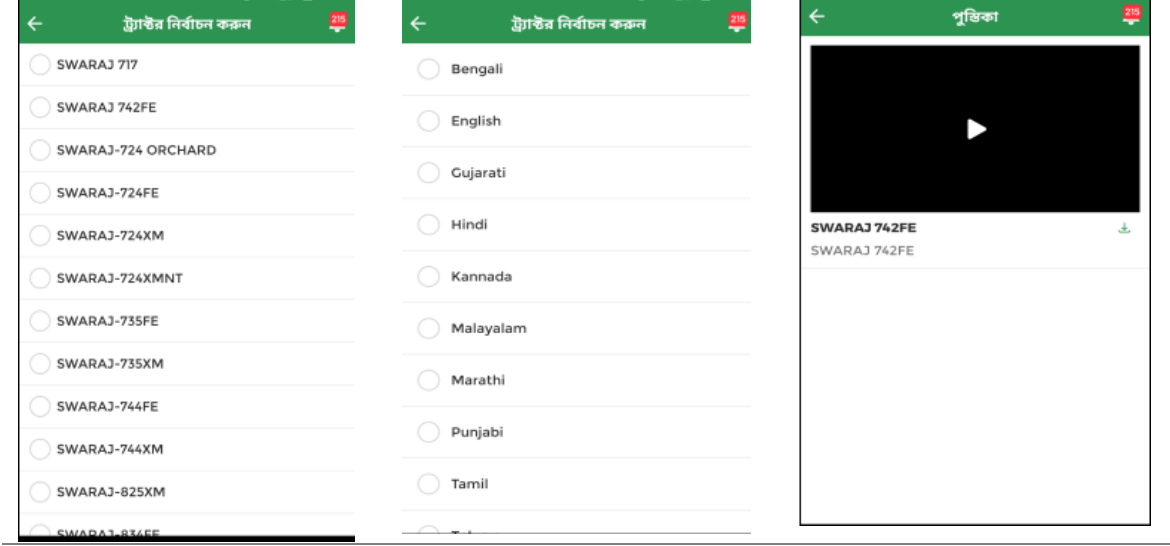 ট্র্যাক্টর নির্বাচন করুন
215
SWARAJ 717
SWARAJ 742FE
SWARAJ-724 ORCHARD
SWARAJ-724FE
SWARAJ-724XM
SWARAJ-724XMNT
SWARAJ-735FE
SWARAJ-735XM
SWARAJ-744FE
SWARAJ-744XM
SWARAJ-825XM
SWARAJ-834FE
ট্র্যাক্টর নির্বাচন করুন
215
Bengali
English
Gujarati
Hindi
Kannada
Malayalam
Marathi
Punjabi
Tamil
পুস্তিকা
215
SWARAJ 742FE
SWARAJ 742FE